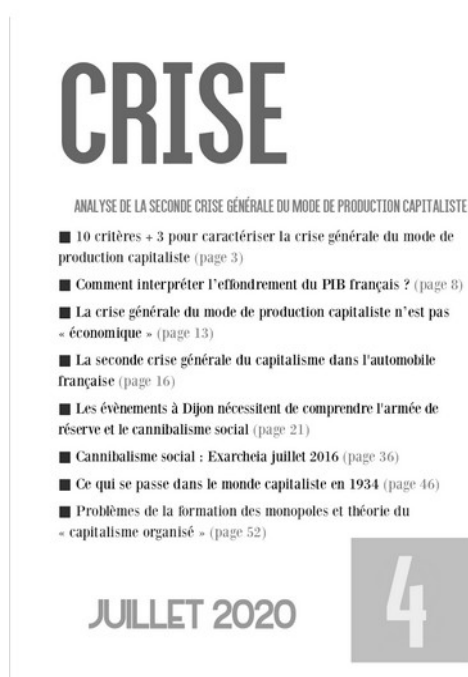 CRISE
ANALYSE DE LA SECONDE CRISE GÉNÉRALE DU MODE DE PRODUCTION CAPITALISTE
■ 10 critères + 3 pour caractériser la crise générale du mode de
production capitaliste (page 3)
■ Comment interpréter l'effondrement du PIB français ? (page 8)
■ La crise générale du mode de production capitaliste n'est pas
« économique » (page 13)
■ La seconde crise générale du capitalisme dans l'automobile
française (page 16)
■ Les évènements à Dijon nécessitent de comprendre l'armée de
réserve et le cannibalisme social (page 21)
■ Cannibalisme social : Exarcheia juillet 2016 (page 36)
■ Ce qui se passe dans le monde capitaliste en 1934 (page 46)
■ Problèmes de la formation des monopoles et théorie du
« capitalisme organisé » (page 52)
JUILLET 2020
4